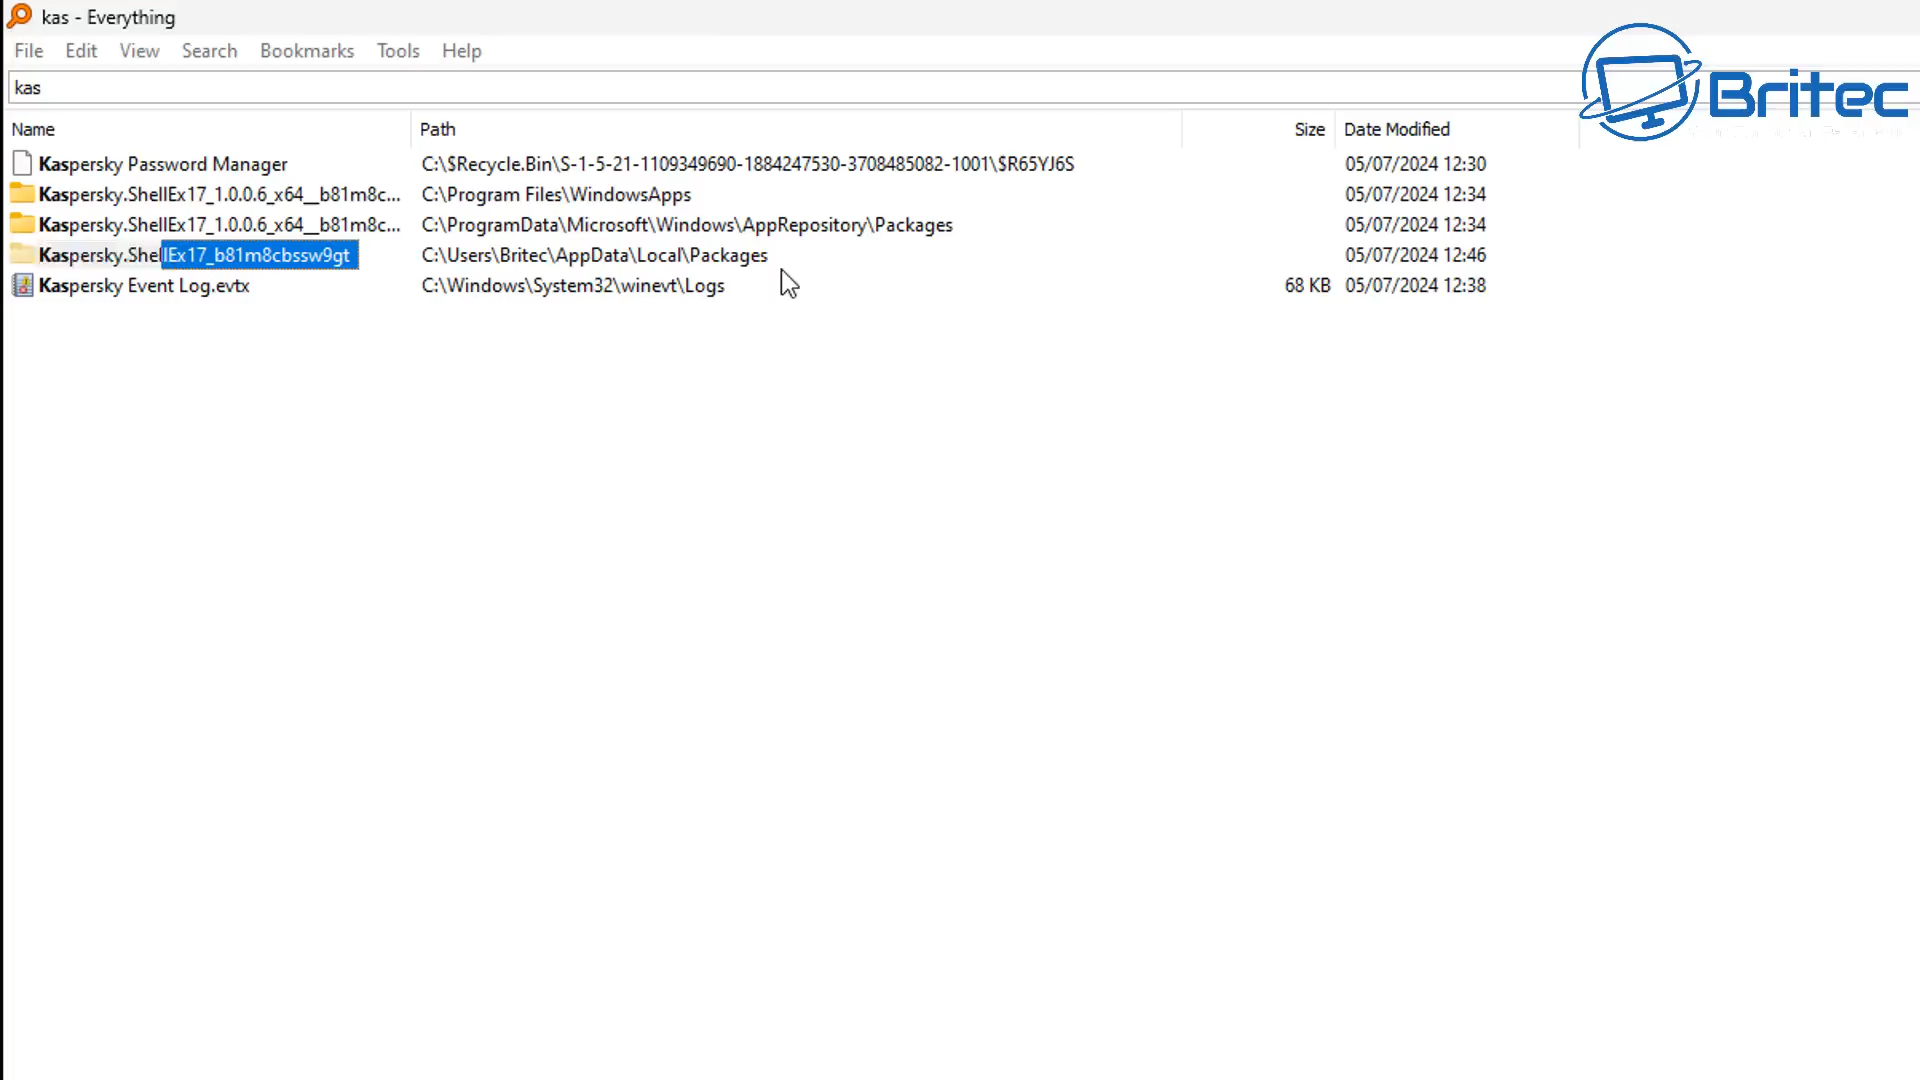 kas - Everything
File Edit View Search Bookmarks Tools Help
kas
Britec
Name Path Size Date Modified
Kaspersky Password Manager C:\$Recycle.Bin\S-1-5-21-1109349690-1884247530-3708485082-1001\$R65YJ6S 05/07/2024 12:30
Kaspersky.ShellEx17_1.0.0.6_x64__b81m8c... C:\Program Files\WindowsApps 05/07/2024 12:34
Kaspersky.ShellEx17_1.0.0.6_x64__b81m8c... C:\ProgramData\Microsoft\Windows\AppRepository\Packages 05/07/2024 12:34
Kaspersky.ShellEx17_b81m8cbssw9gt C:\Users\Britec\AppData\Local\Packages 05/07/2024 12:46
Kaspersky Event Log.evtx C:\Windows\System32\winevt\Logs 68 KB 05/07/2024 12:38